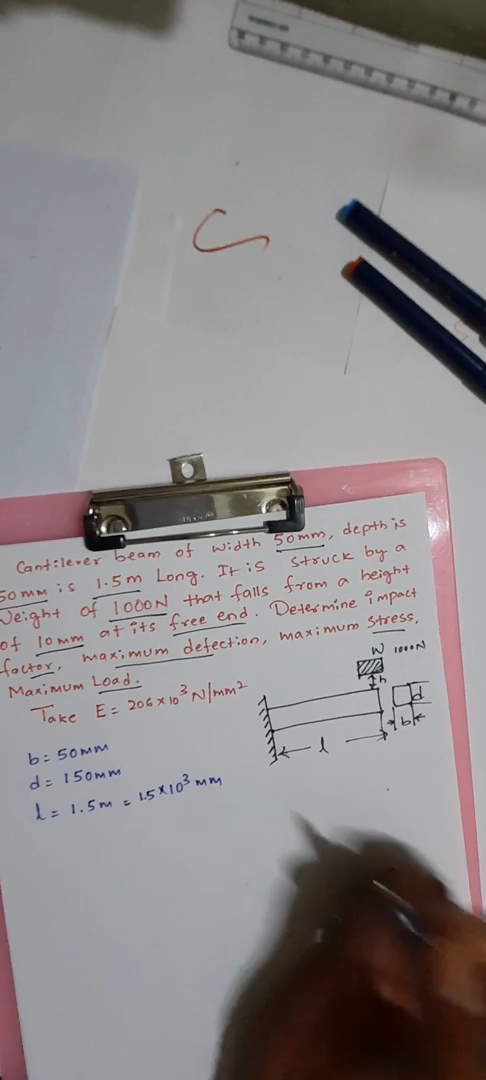 Cantilever beam of width 50mm, depth is
50mm is 1.5m Long. It is struck by a
Weight of 1000N that falls from a height
of 10mm at its free end. Determine impact
factor, maximum defection, maximum stress,
Maximum Load.
Take E = 206×10³ N/mm²
W 1000N
h
d
b
l
b = 50mm
d = 150mm
l = 1.5m = 1.5×10³ mm